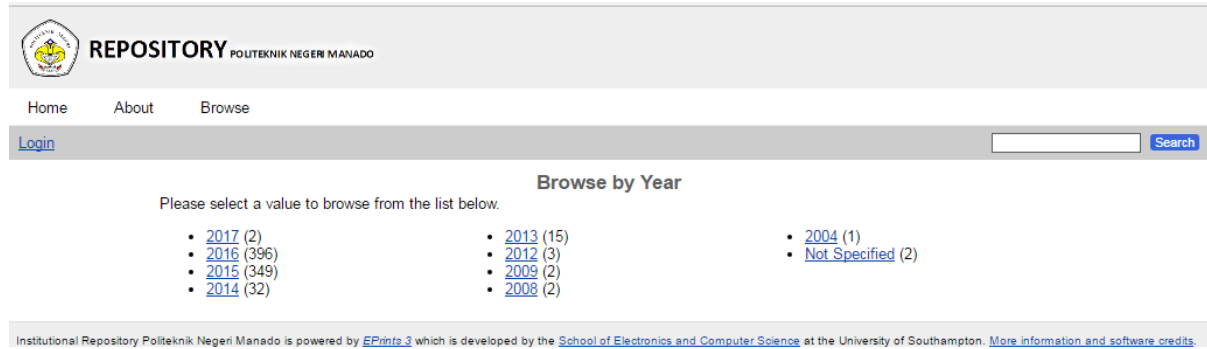 REPOSITORY POLITEKNIK NEGERI MANADO
Home About Browse
Login Search
Browse by Year
Please select a value to browse from the list below.
• 2017 (2)
• 2016 (396)
• 2015 (349)
• 2014 (32)
• 2013 (15)
• 2012 (3)
• 2009 (2)
• 2008 (2)
• 2004 (1)
• Not Specified (2)
Institutional Repository Politeknik Negeri Manado is powered by EPrints 3 which is developed by the School of Electronics and Computer Science at the University of Southampton. More information and software credits.